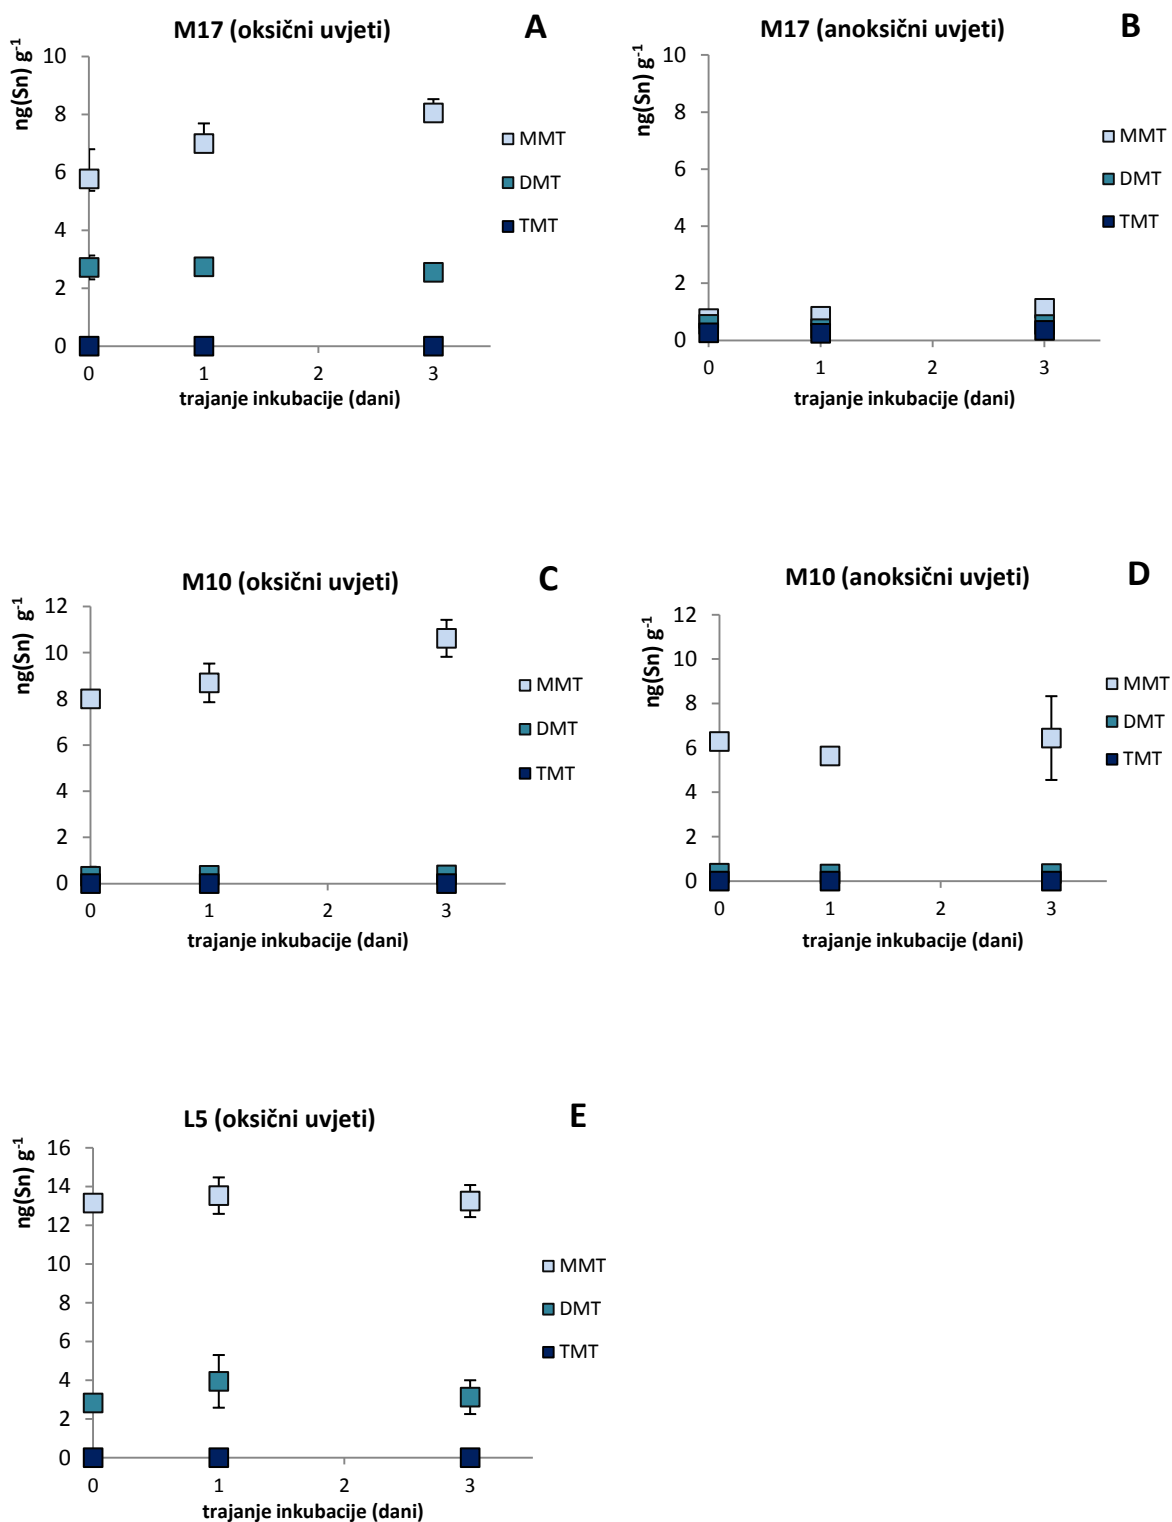 M17 (oksični uvjeti)
A
ng(Sn) g⁻¹
10
8
6
4
2
0
0 1 2 3
trajanje inkubacije (dani)
MMT
DMT
TMT
M17 (anoksični uvjeti)
B
ng(Sn) g⁻¹
10
8
6
4
2
0
0 1 2 3
trajanje inkubacije (dani)
MMT
DMT
TMT
M10 (oksični uvjeti)
C
ng(Sn) g⁻¹
12
10
8
6
4
2
0
0 1 2 3
trajanje inkubacije (dani)
MMT
DMT
TMT
M10 (anoksični uvjeti)
D
ng(Sn) g⁻¹
12
10
8
6
4
2
0
0 1 2 3
trajanje inkubacije (dani)
MMT
DMT
TMT
L5 (oksični uvjeti)
E
ng(Sn) g⁻¹
16
14
12
10
8
6
4
2
0
0 1 2 3
trajanje inkubacije (dani)
MMT
DMT
TMT